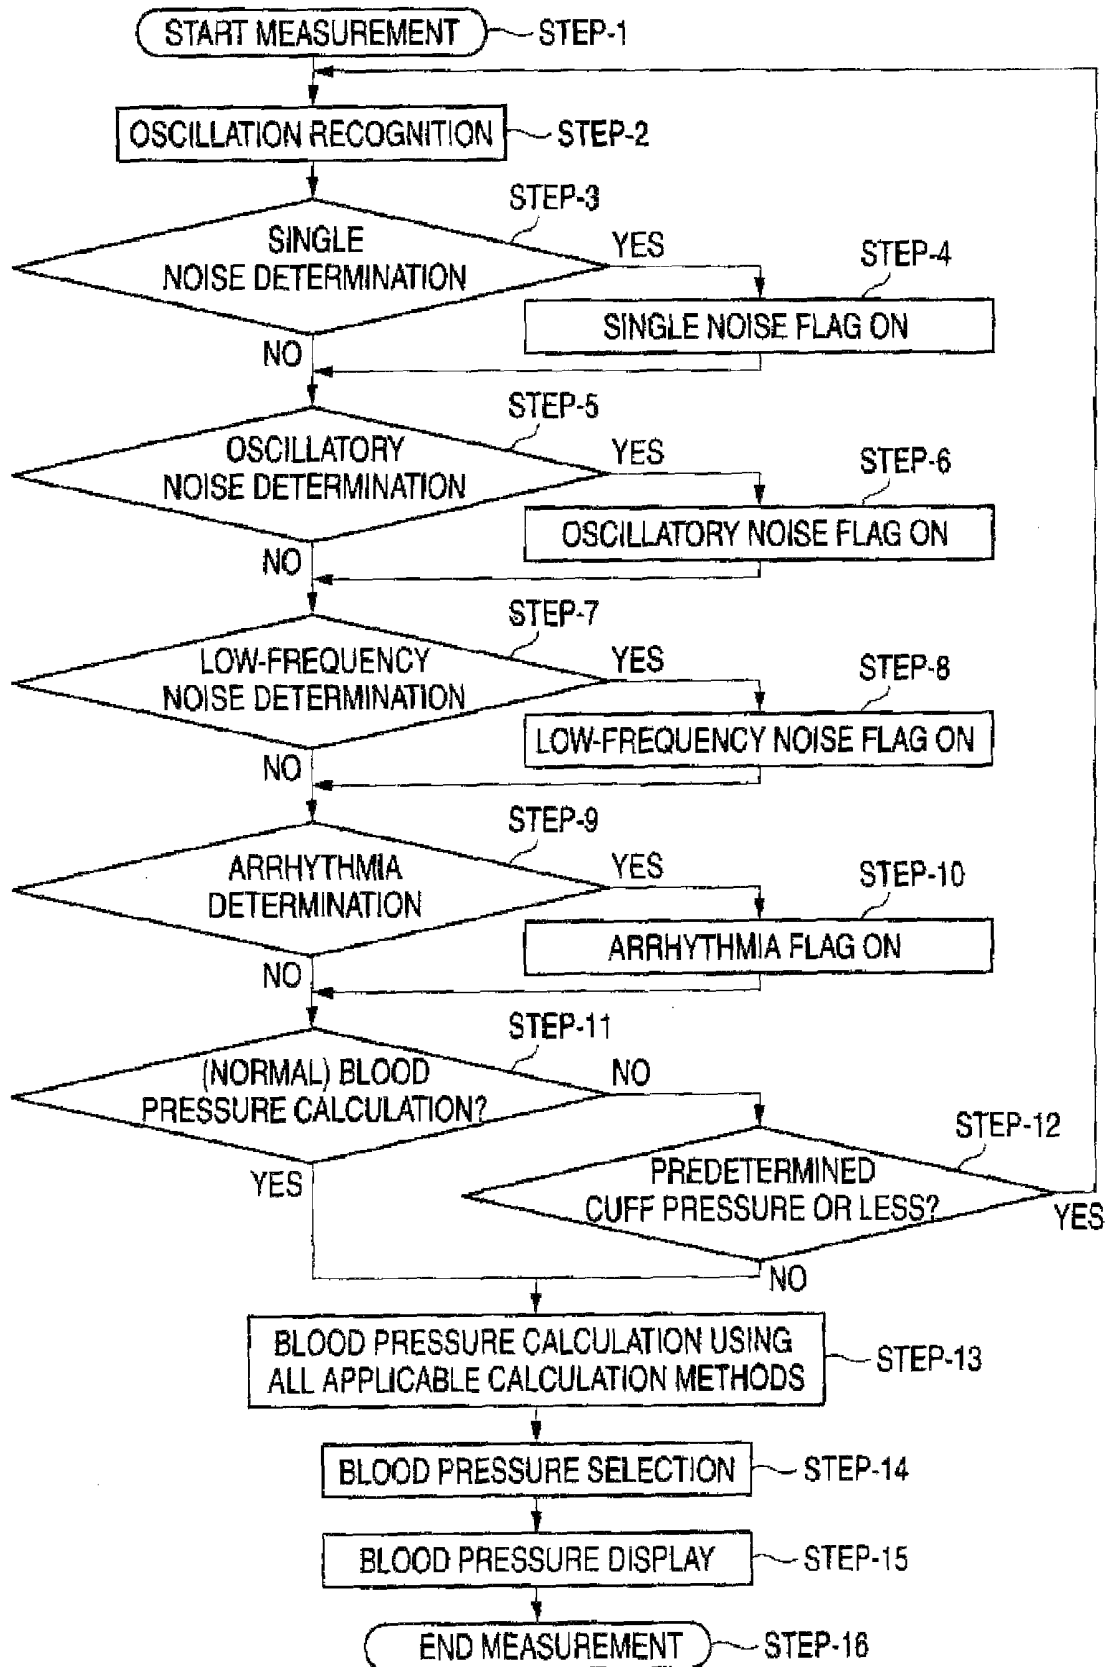 START MEASUREMENT
STEP-1
OSCILLATION RECOGNITION
STEP-2
STEP-3
SINGLE
NOISE DETERMINATION
YES
STEP-4
SINGLE NOISE FLAG ON
NO
STEP-5
OSCILLATORY
NOISE DETERMINATION
YES
STEP-6
OSCILLATORY NOISE FLAG ON
NO
STEP-7
LOW-FREQUENCY
NOISE DETERMINATION
YES
STEP-8
LOW-FREQUENCY NOISE FLAG ON
NO
STEP-9
ARRHYTHMIA
DETERMINATION
YES
STEP-10
ARRHYTHMIA FLAG ON
NO
STEP-11
(NORMAL) BLOOD
PRESSURE CALCULATION?
NO
YES
STEP-12
PREDETERMINED
CUFF PRESSURE OR LESS?
YES
NO
BLOOD PRESSURE CALCULATION USING
ALL APPLICABLE CALCULATION METHODS
STEP-13
BLOOD PRESSURE SELECTION
STEP-14
BLOOD PRESSURE DISPLAY
STEP-15
END MEASUREMENT
STEP-16